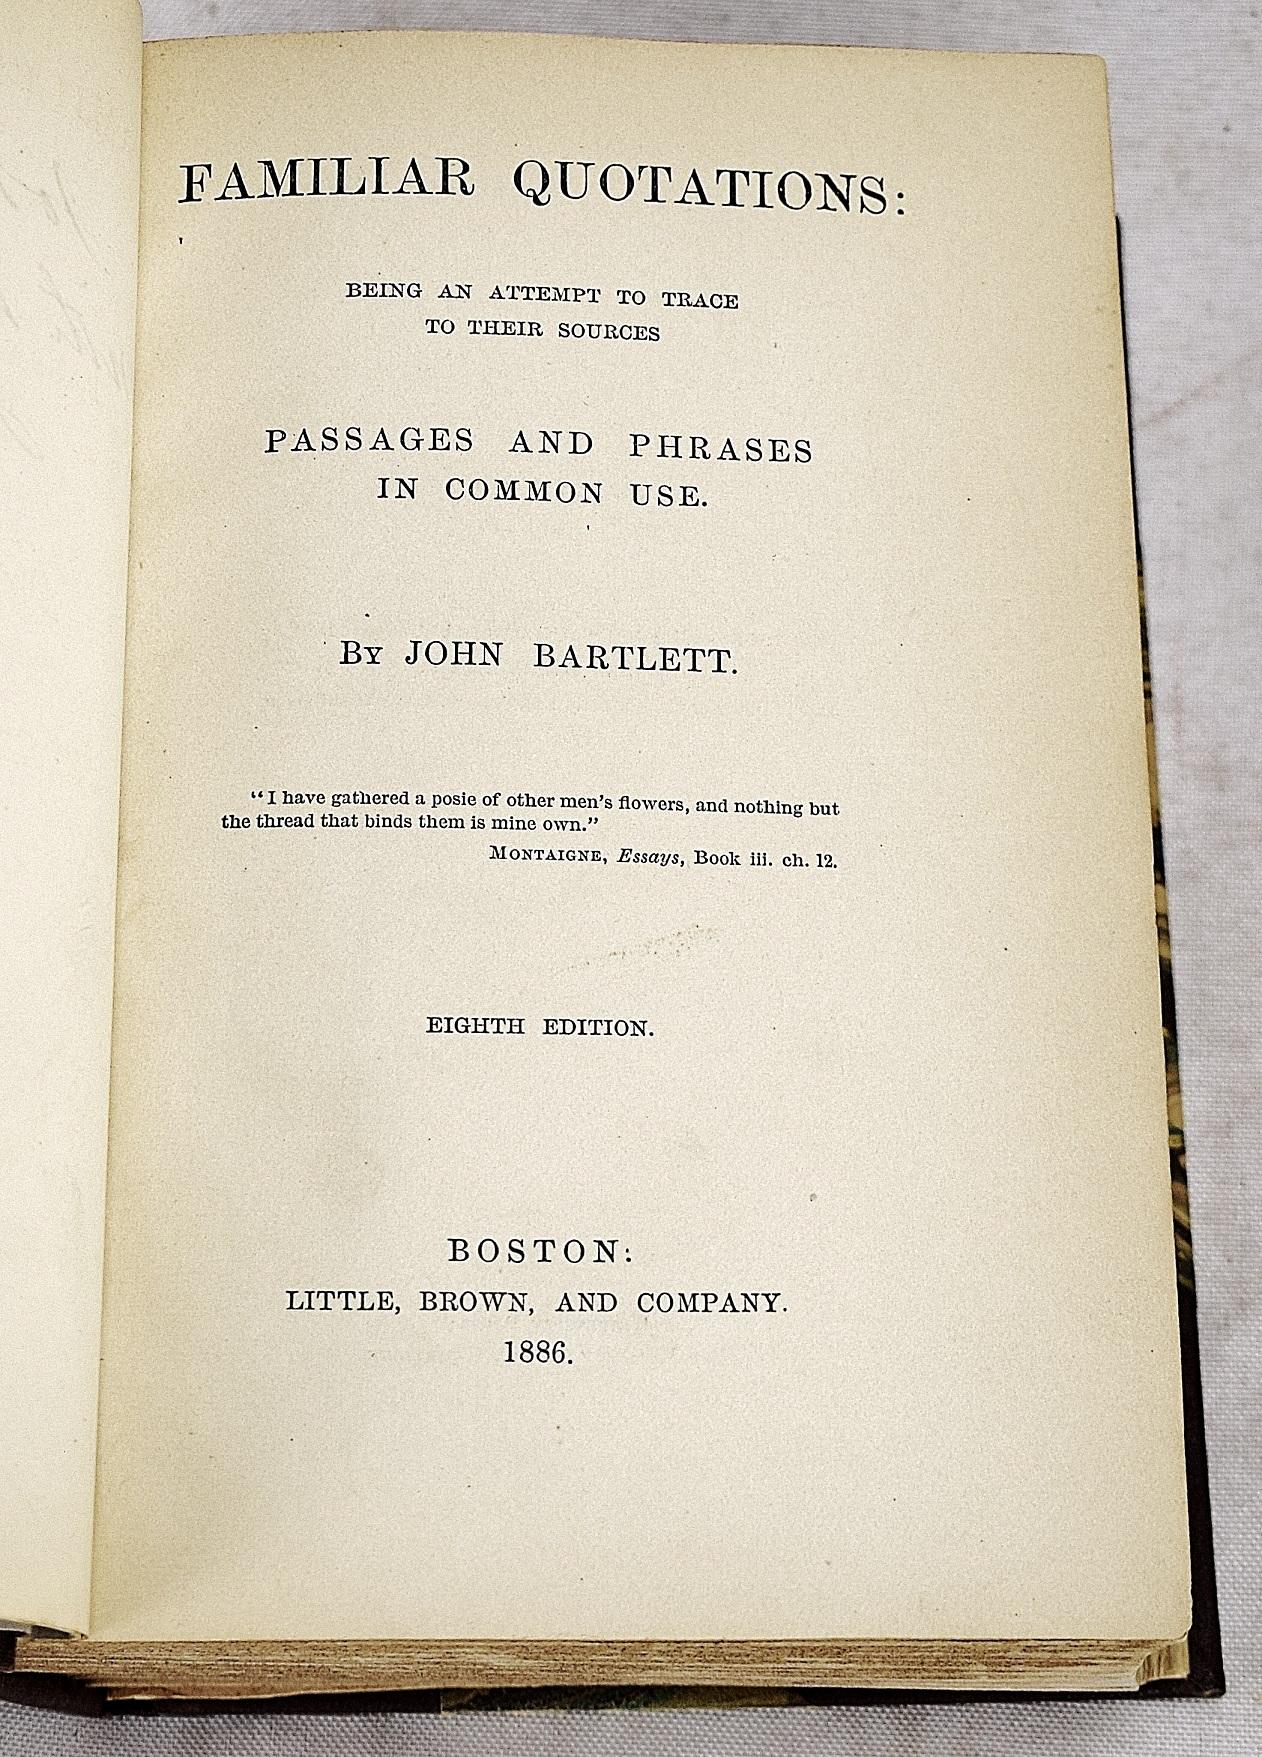 FAMILIAR QUOTATIONS:
BEING AN ATTEMPT TO TRACE
TO THEIR SOURCES
PASSAGES AND PHRASES
IN COMMON USE.
BY JOHN BARTLETT.
“I have gathered a posie of other men’s flowers, and nothing but
the thread that binds them is mine own.”
MONTAIGNE, Essays, Book iii. ch. 12.
EIGHTH EDITION.
BOSTON:
LITTLE, BROWN, AND COMPANY.
1886.